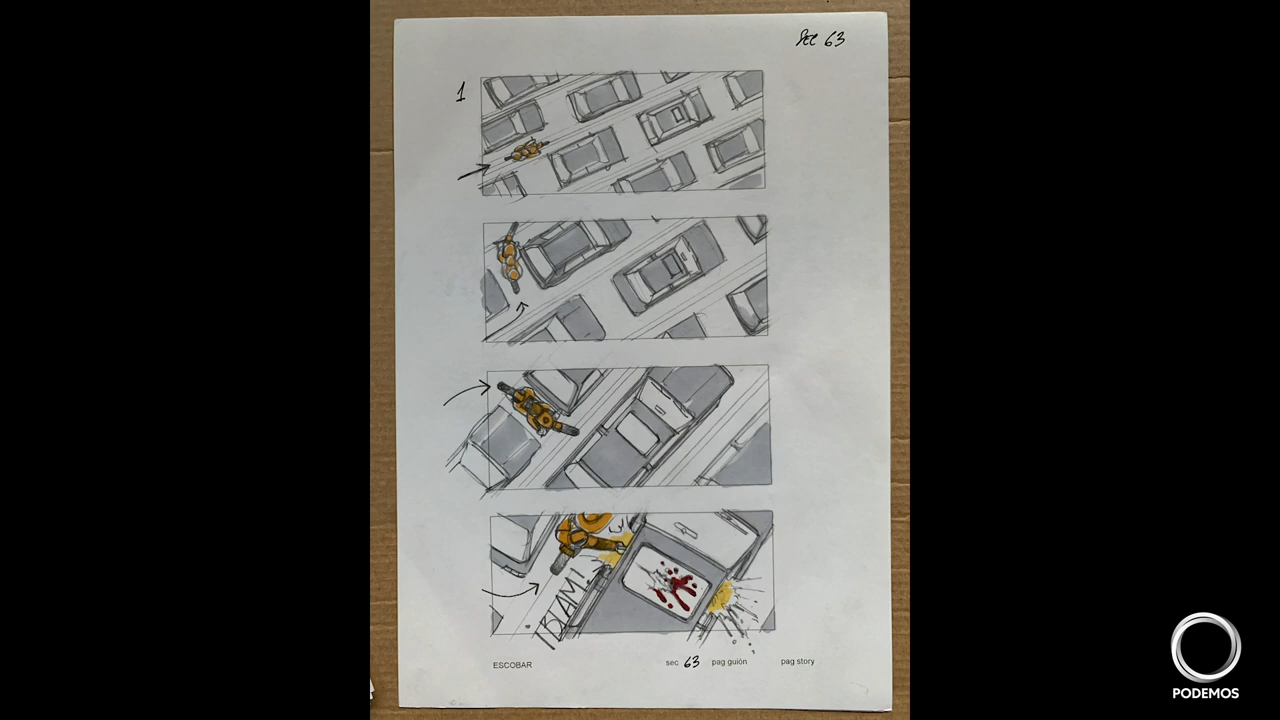 Sec 63
1
BLAM!
ESCOBAR
sec 63 pag guión pag story
PODEMOS